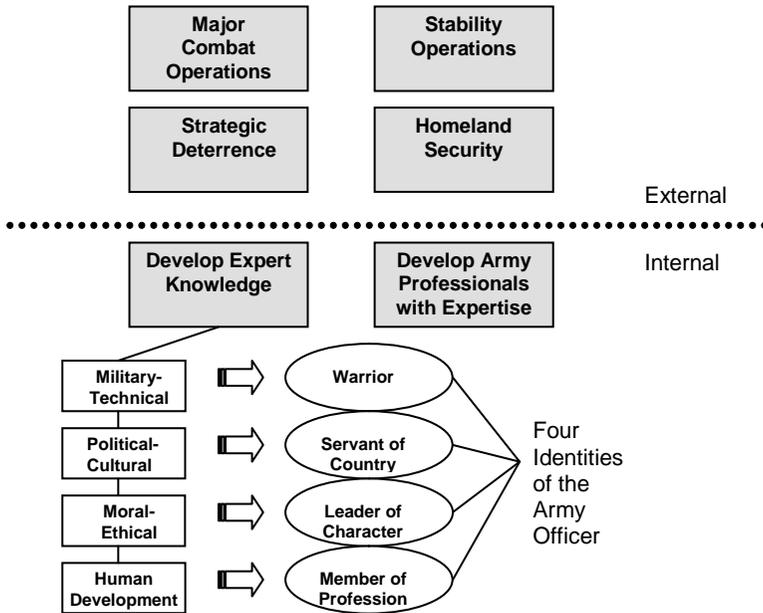 Major
Combat
Operations
Stability
Operations
Strategic
Deterrence
Homeland
Security
External
Internal
Develop Expert
Knowledge
Develop Army
Professionals
with Expertise
Military-
Technical
Warrior
Political-
Cultural
Servant of
Country
Moral-
Ethical
Leader of
Character
Human
Development
Member of
Profession
Four
Identities
of the
Army
Officer